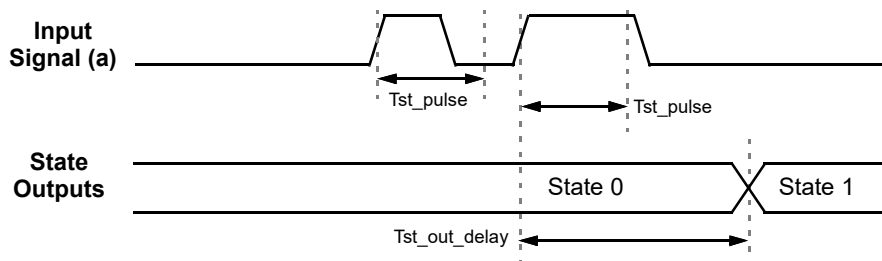 Input
Signal (a)
Tst_pulse
Tst_pulse
State
Outputs
State 0
State 1
Tst_out_delay